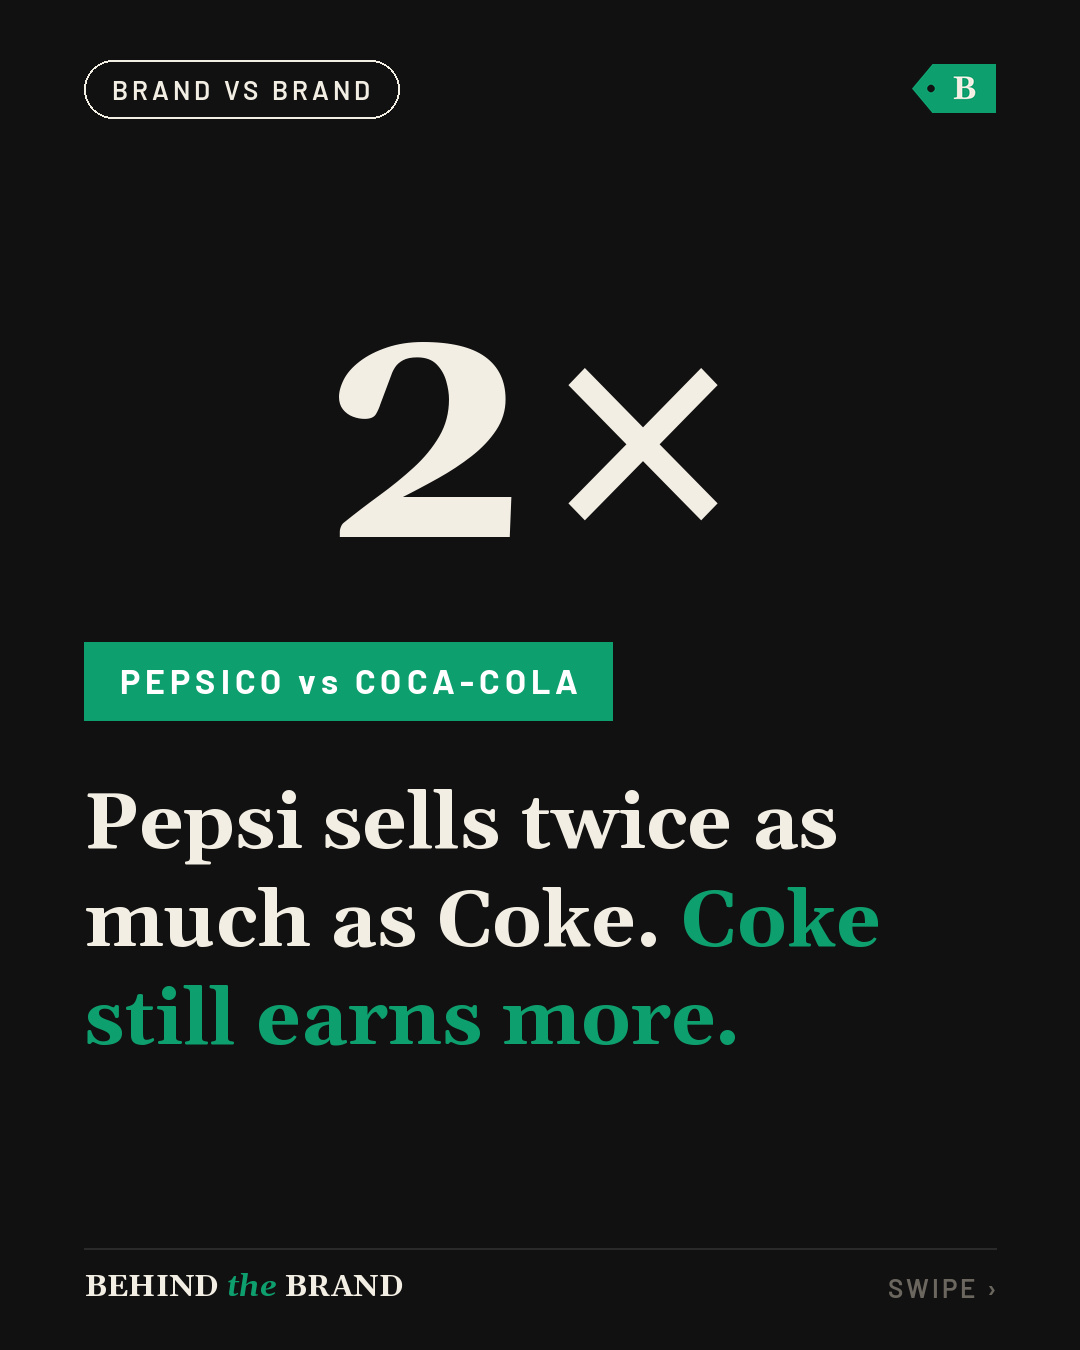 BRAND VS BRAND
B
2×
PEPSICO vs COCA-COLA
Pepsi sells twice as
much as Coke. Coke
still earns more.
BEHIND the BRAND
SWIPE ›